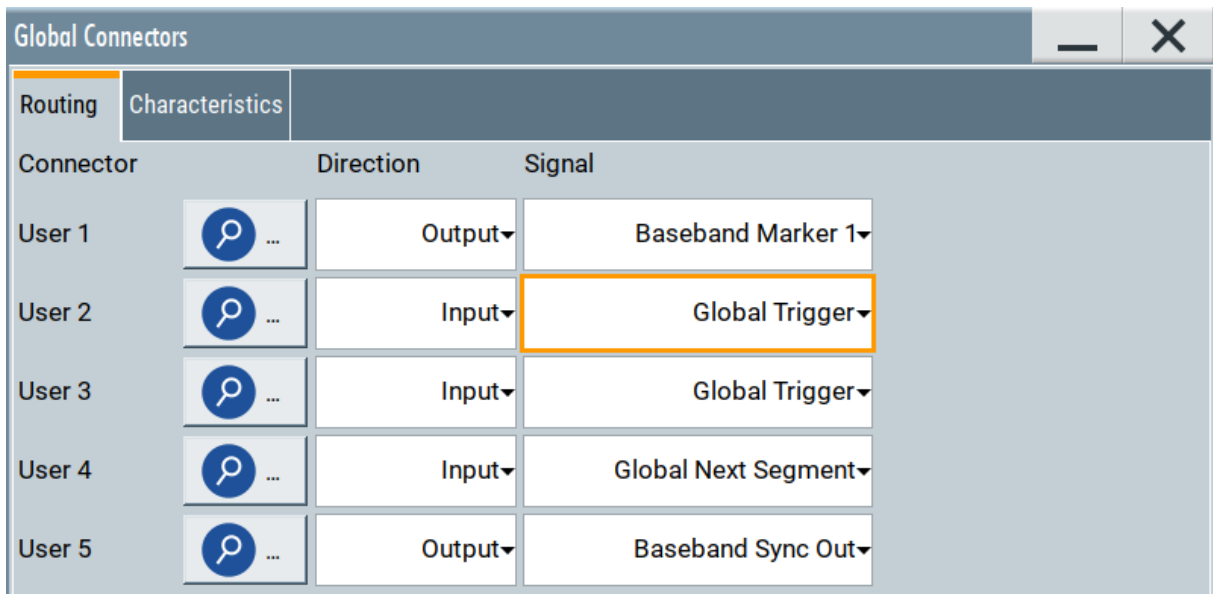 Global Connectors
Routing Characteristics
Connector Direction Signal
User 1 ... Output Baseband Marker 1
User 2 ... Input Global Trigger
User 3 ... Input Global Trigger
User 4 ... Input Global Next Segment
User 5 ... Output Baseband Sync Out